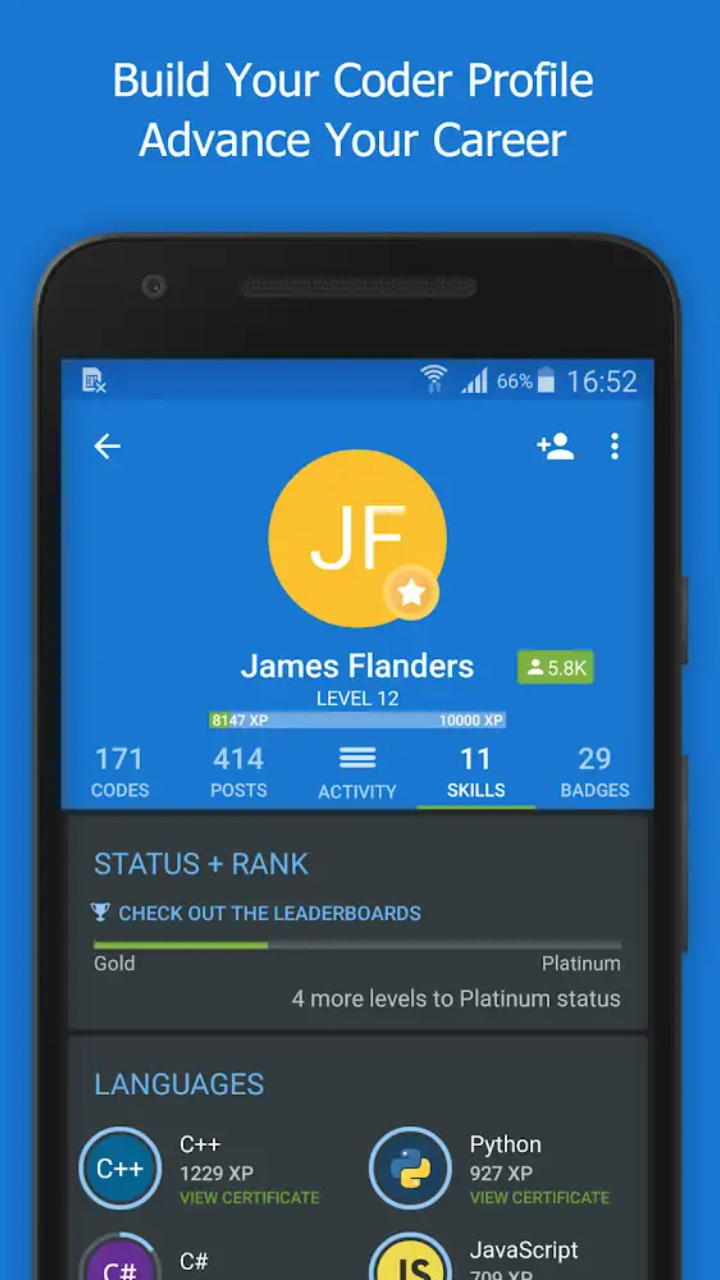 Build Your Coder Profile
Advance Your Career
66% 16:52
JF
James Flanders
5.8K
LEVEL 12
8147 XP 10000 XP
171 414 11 29
CODES POSTS ACTIVITY SKILLS BADGES
STATUS + RANK
CHECK OUT THE LEADERBOARDS
Gold Platinum
4 more levels to Platinum status
LANGUAGES
C++ C++ Python
1229 XP 927 XP
VIEW CERTIFICATE VIEW CERTIFICATE
C# C# JS JavaScript
709 XP